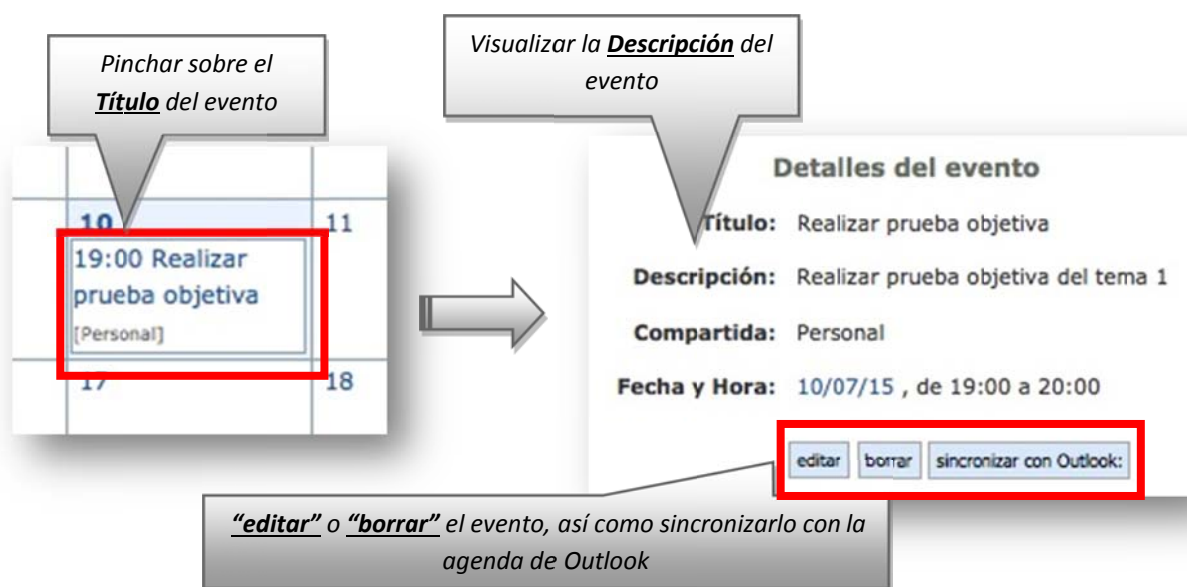 Pinchar sobre el
Título del evento
Visualizar la Descripción del
evento
10
11
19:00 Realizar
prueba objetiva
[Personal]
17
18
Detalles del evento
Título: Realizar prueba objetiva
Descripción: Realizar prueba objetiva del tema 1
Compartida: Personal
Fecha y Hora: 10/07/15 , de 19:00 a 20:00
editar borrar sincronizar con Outlook:
“editar” o “borrar” el evento, así como sincronizarlo con la
agenda de Outlook